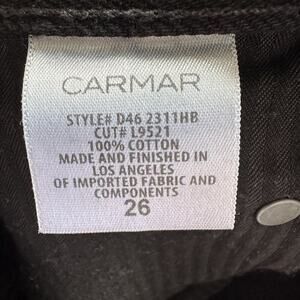 CARMAR
STYLE# D46 2311HB
CUT# L9521
100% COTTON
MADE AND FINISHED IN
LOS ANGELES
OF IMPORTED FABRIC AND
COMPONENTS
26